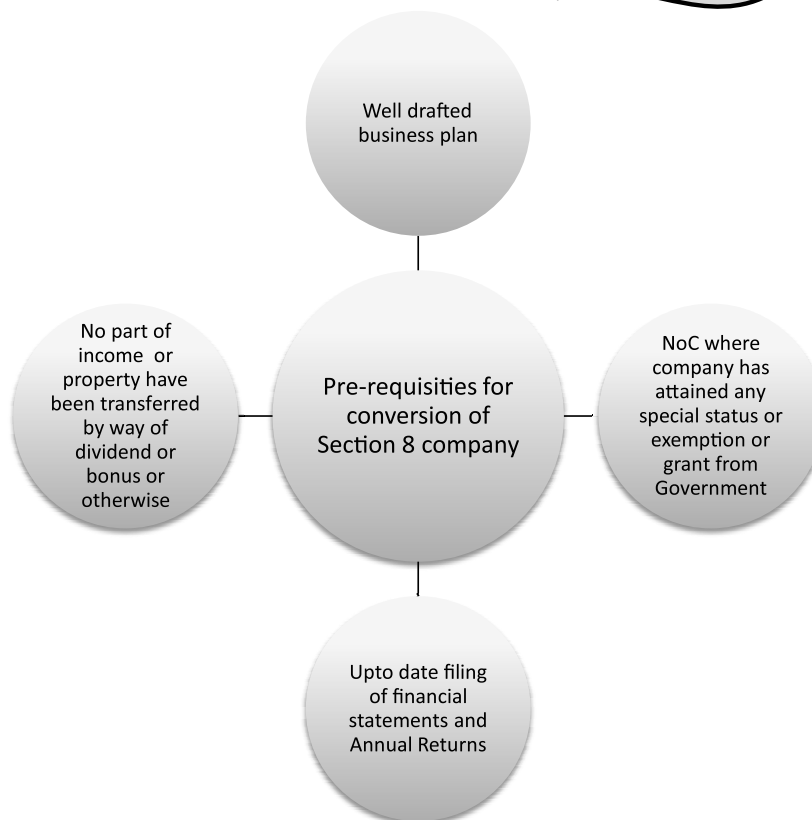 Well drafted
business plan
No part of
income or
property have
been transferred
by way of
dividend or
bonus or
otherwise
Pre-requisities for
conversion of
Section 8 company
NoC where
company has
attained any
special status or
exemption or
grant from
Government
Upto date filing
of financial
statements and
Annual Returns